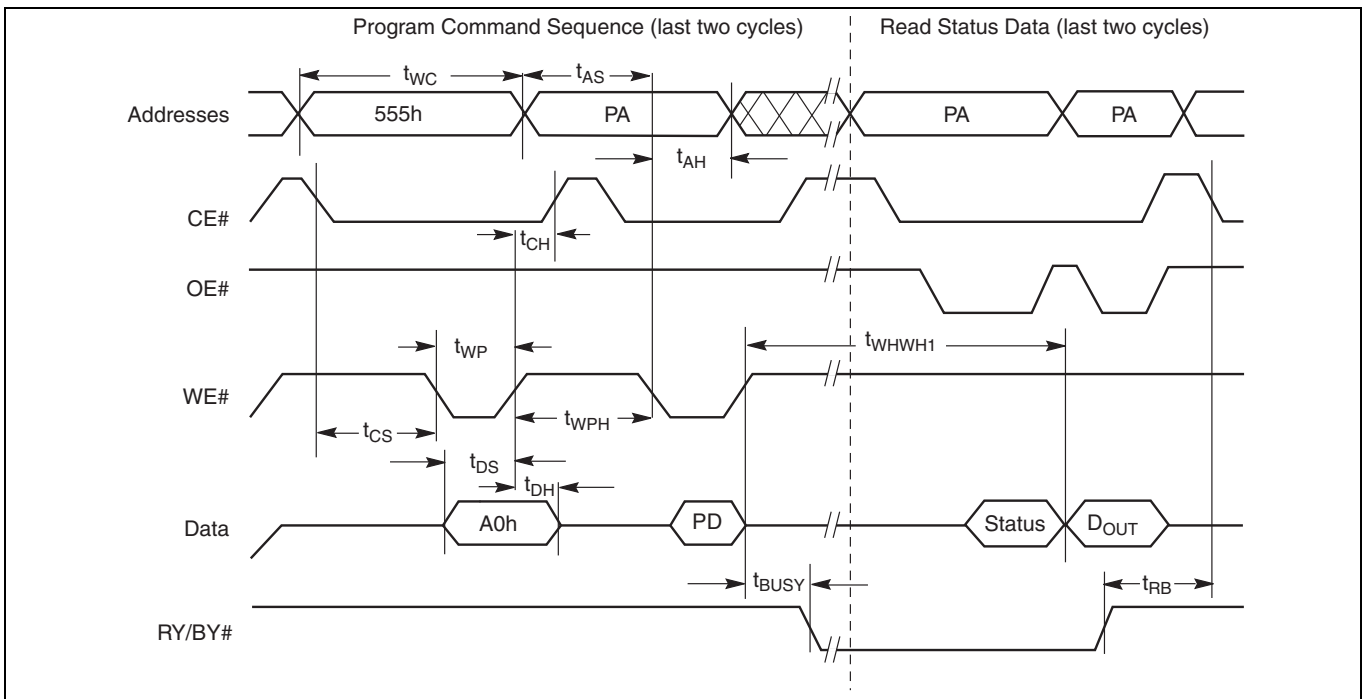 Program Command Sequence (last two cycles) Read Status Data (last two cycles)
tWC tAS
Addresses 555h PA PA PA
tAH
CE#
tCH
OE#
tWHWH1
tWP
WE#
tWPH
tCS
tDS
tDH
Data A0h PD Status DOUT
tBUSY tRB
RY/BY#